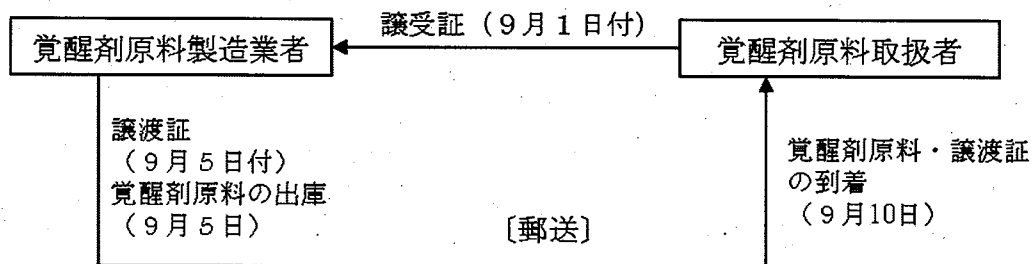 譲受証（９月１日付）
覚醒剤原料製造業者
覚醒剤原料取扱者
譲渡証
（９月５日付）
覚醒剤原料の出庫
（９月５日）
〔郵送〕
覚醒剤原料・譲渡証
の到着
（９月10日）